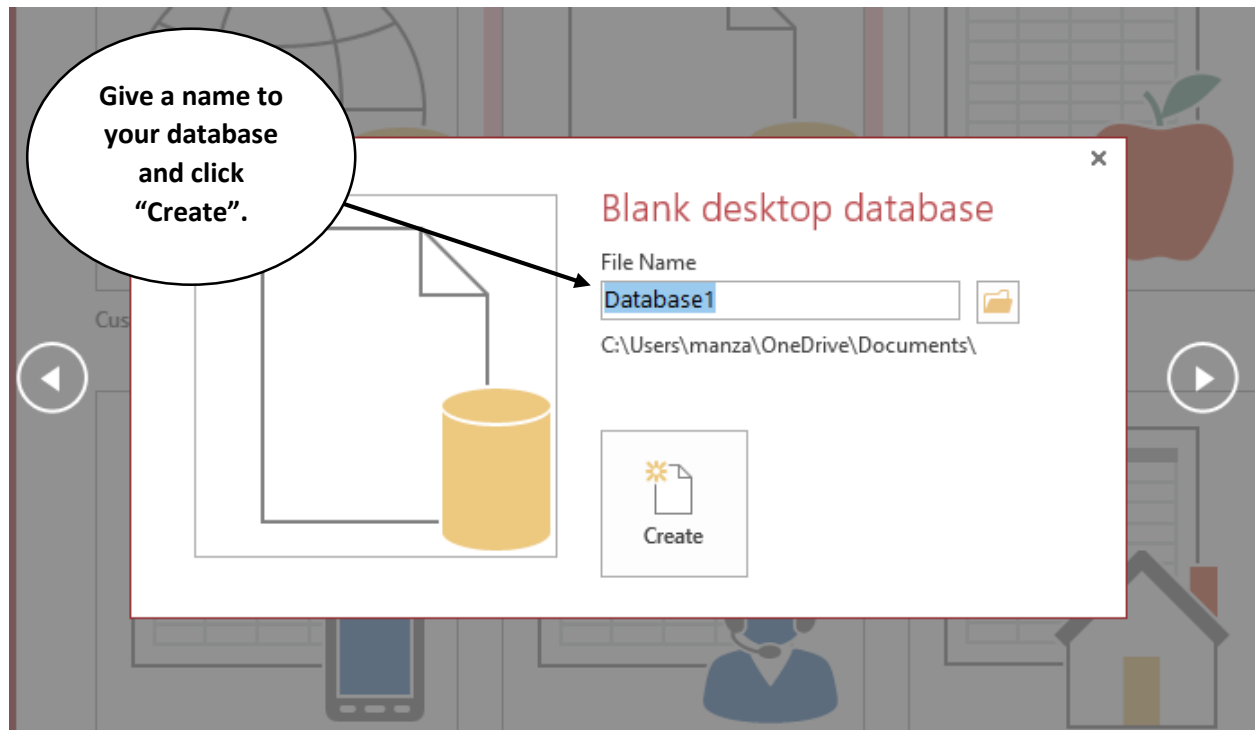 Give a name to
your database
and click
“Create”.
Blank desktop database
File Name
Database1
C:\Users\manza\OneDrive\Documents\
Create
Cus